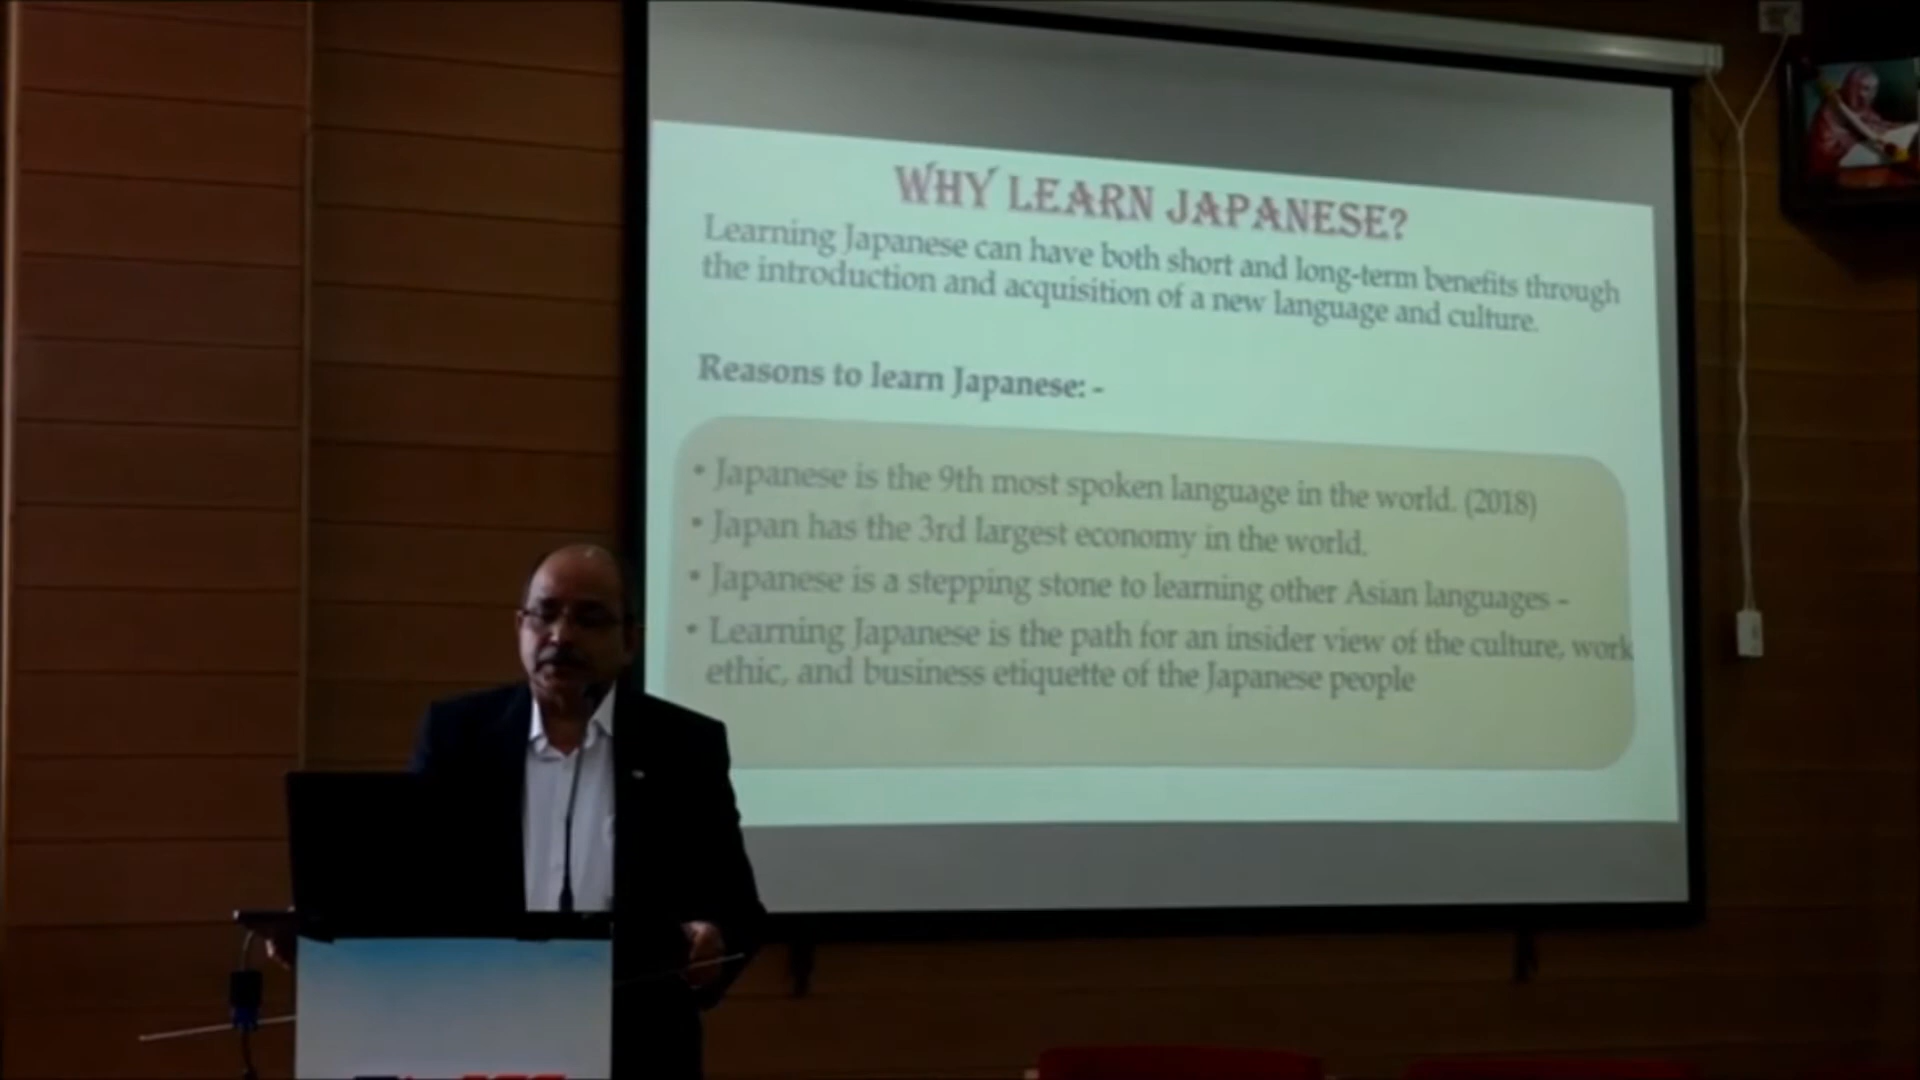 WHY LEARN JAPANESE?
Learning Japanese can have both short and long-term benefits through
the introduction and acquisition of a new language and culture.
Reasons to learn Japanese: -
• Japanese is the 9th most spoken language in the world. (2018)
• Japan has the 3rd largest economy in the world.
• Japanese is a stepping stone to learning other Asian languages -
• Learning Japanese is the path for an insider view of the culture, work
ethic, and business etiquette of the Japanese people